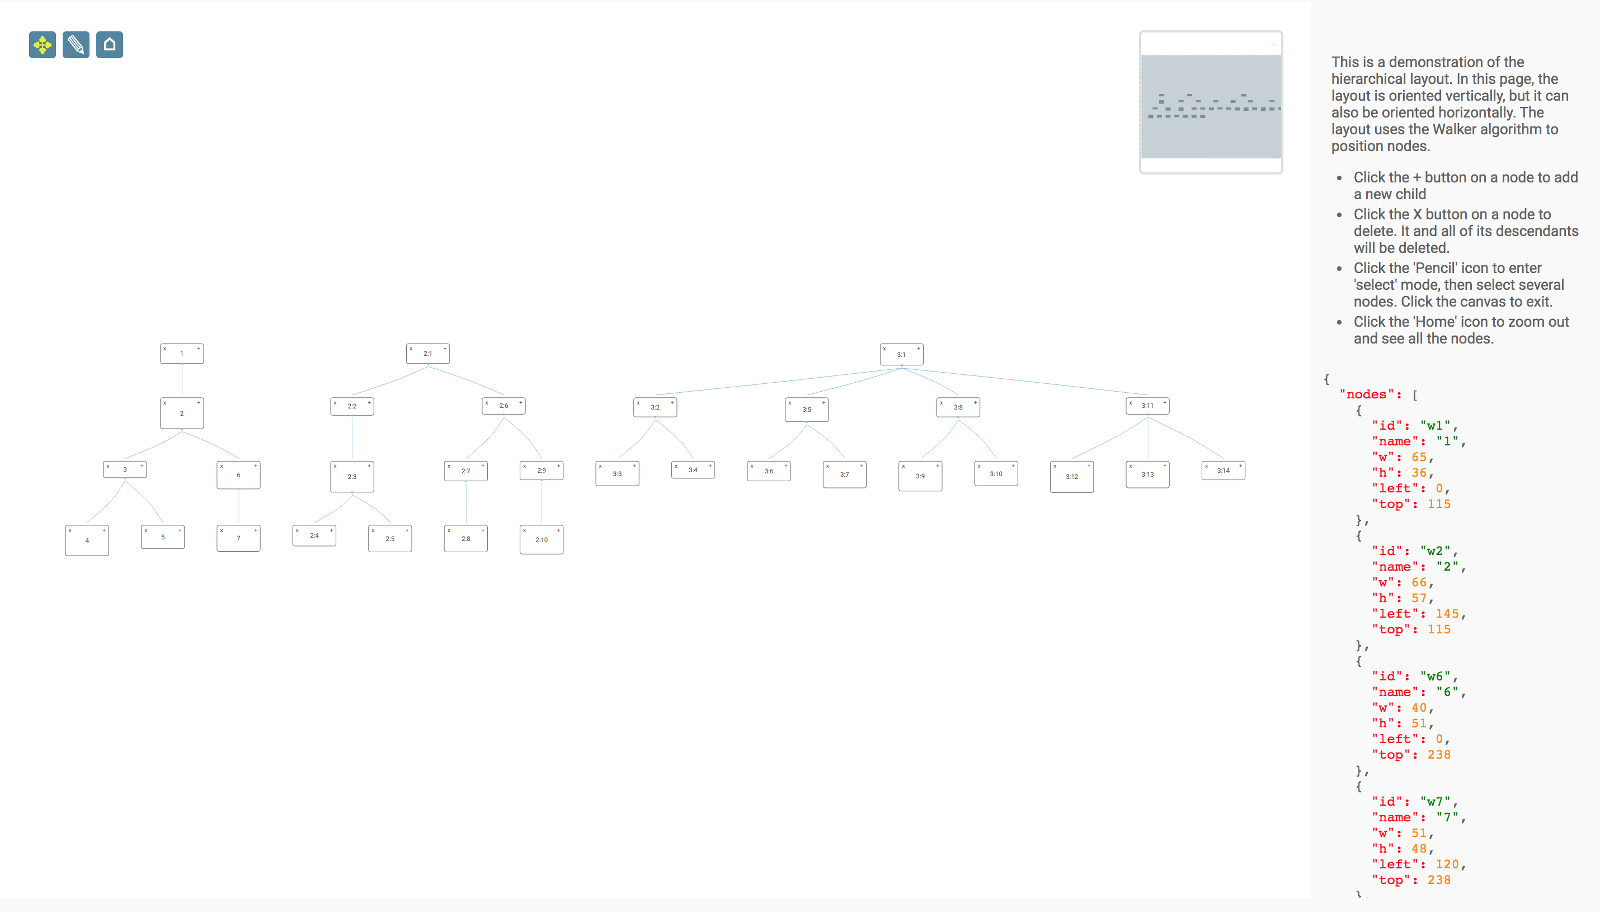 This is a demonstration of the
hierarchical layout. In this page, the
layout is oriented vertically, but it can
also be oriented horizontally. The
layout uses the Walker algorithm to
position nodes.
• Click the + button on a node to add
a new child
• Click the X button on a node to
delete. It and all of its descendants
will be deleted.
• Click the 'Pencil' icon to enter
'select' mode, then select several
nodes. Click the canvas to exit.
• Click the 'Home' icon to zoom out
and see all the nodes.
x + x + x +
1 2:1 3:1
x + x + x + x + x + x + x +
2 2:2 2:6 3:2 3:5 3:8 3:11
x + x + x + x + x + x + x + x + x + x + x + x + x + x +
3 6 2:3 2:7 2:9 3:3 3:4 3:6 3:7 3:9 3:10 3:12 3:13 3:14
x + x + x + x + x + x + x +
4 5 7 2:4 2:5 2:8 2:10
{
"nodes": [
{
"id": "w1",
"name": "1",
"w": 65,
"h": 36,
"left": 0,
"top": 115
},
{
"id": "w2",
"name": "2",
"w": 66,
"h": 57,
"left": 145,
"top": 115
},
{
"id": "w6",
"name": "6",
"w": 40,
"h": 51,
"left": 0,
"top": 238
},
{
"id": "w7",
"name": "7",
"w": 51,
"h": 48,
"left": 120,
"top": 238
}